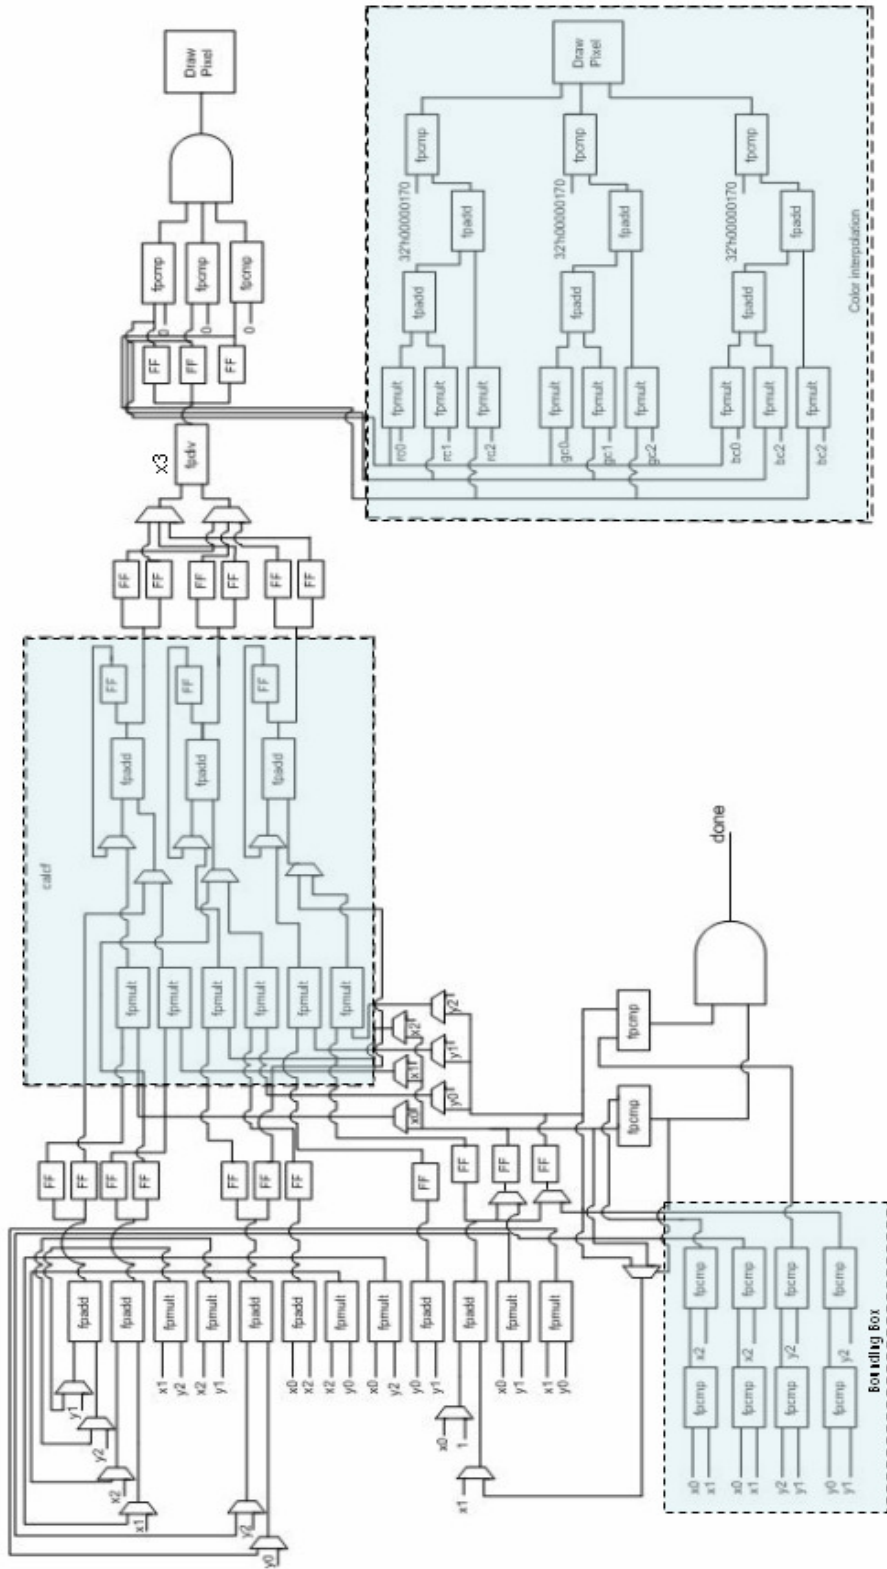 Draw
Pixel
fpcmp
fpcmp
fpcmp
0
0
0
FF
FF
FF
x3
fpdiv
FF
FF
FF
FF
FF
FF
Draw
Pixel
fpcmp
fpcmp
fpcmp
32'h00000170
32'h00000170
32'h00000170
fpadd
fpadd
fpadd
fpadd
fpadd
fpadd
fpmult
fpmult
fpmult
fpmult
fpmult
fpmult
fpmult
fpmult
fpmult
rc0
rc1
rc2
gc0
gc1
gc2
bc0
bc2
bc2
Color interpolation
calcf
FF
FF
FF
fpadd
fpadd
fpadd
fpmult
fpmult
fpmult
fpmult
fpmult
fpmult
x0
x1
x2
y0
y1
y2
done
fpcmp
fpcmp
FF
FF
FF
FF
FF
FF
FF
FF
FF
FF
FF
fpadd
fpadd
fpmult
fpmult
fpadd
fpadd
fpmult
fpmult
fpadd
fpadd
fpmult
fpmult
y1
y2
x2
x1
y2
y0
x1
y2
x2
y1
x0
x2
x2
y0
x0
y2
y0
y1
x0
1
x1
x0
y1
x1
y0
fpcmp
fpcmp
fpcmp
fpcmp
x2
x2
y2
y2
fpcmp
fpcmp
fpcmp
fpcmp
x0
x1
x0
x1
y2
y1
y0
y1
Bounding Box